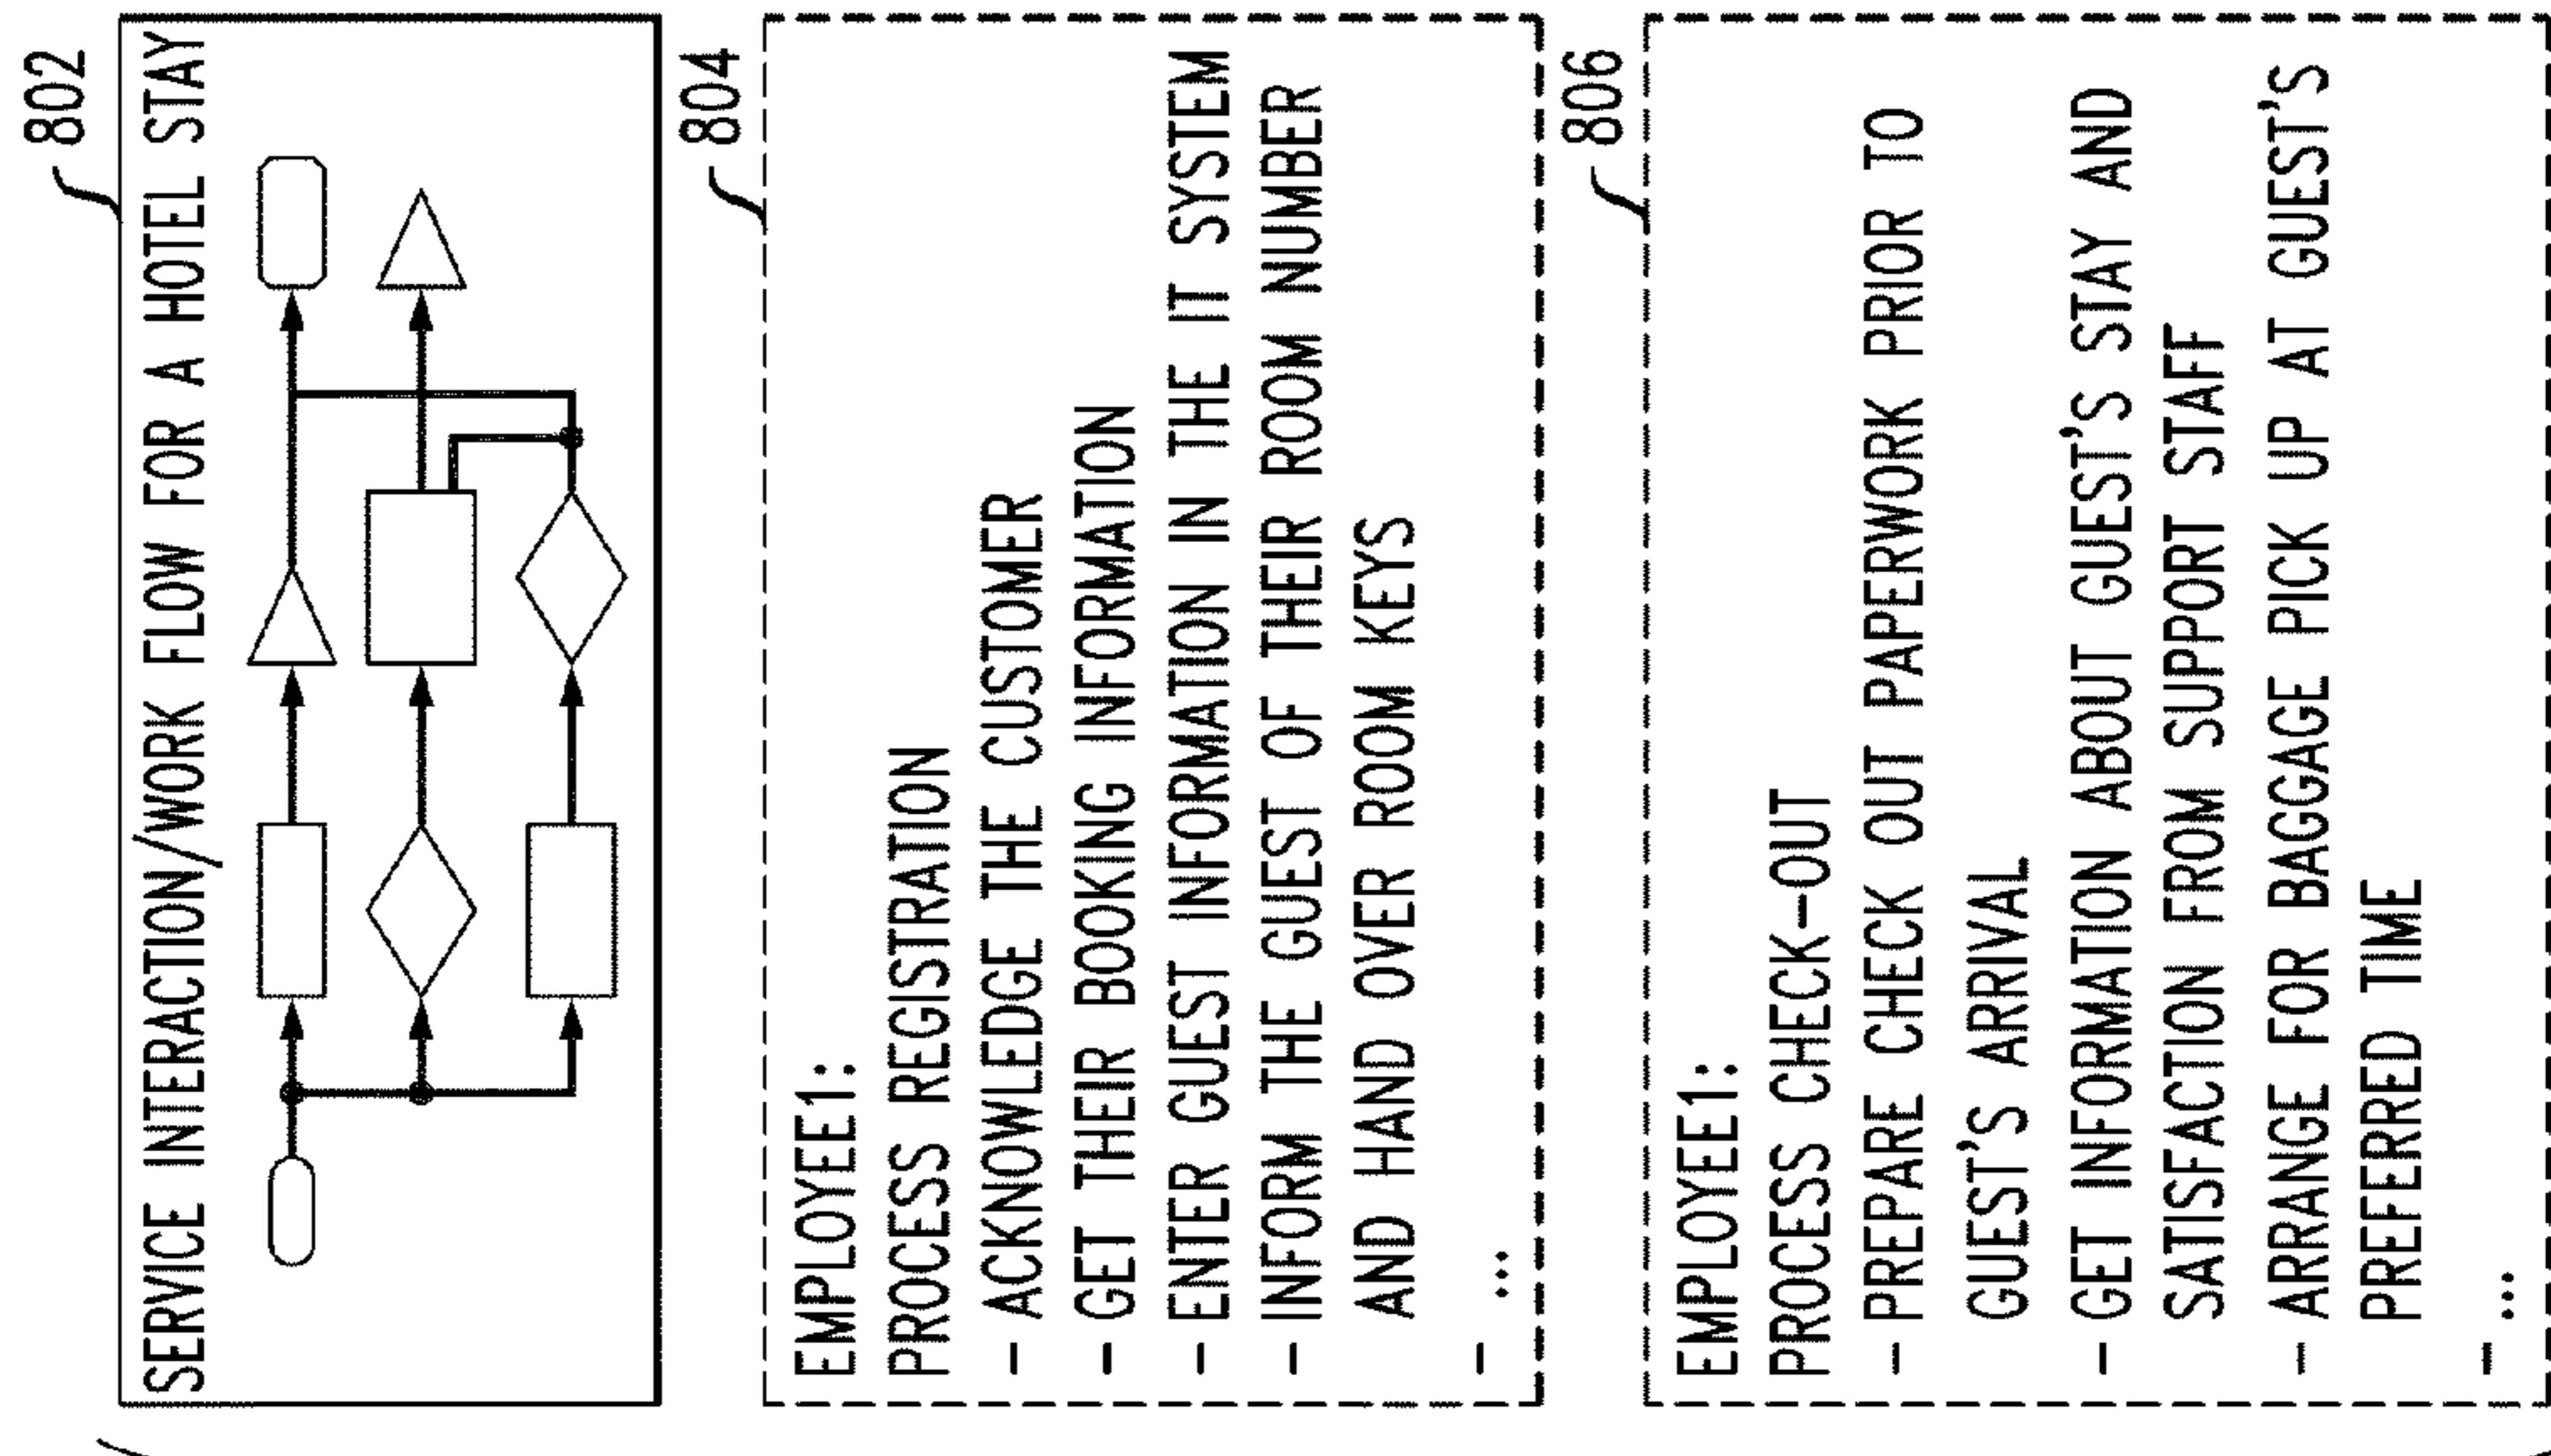 802
SERVICE INTERACTION/WORK FLOW FOR A HOTEL STAY
804
EMPLOYEE1:
PROCESS REGISTRATION
- ACKNOWLEDGE THE CUSTOMER
- GET THEIR BOOKING INFORMATION
- ENTER GUEST INFORMATION IN THE IT SYSTEM
- INFORM THE GUEST OF THEIR ROOM NUMBER
AND HAND OVER ROOM KEYS
- ...
806
EMPLOYEE1:
PROCESS CHECK-OUT
- PREPARE CHECK OUT PAPERWORK PRIOR TO
GUEST'S ARRIVAL
- GET INFORMATION ABOUT GUEST'S STAY AND
SATISFACTION FROM SUPPORT STAFF
- ARRANGE FOR BAGGAGE PICK UP AT GUEST'S
PREFERRED TIME
- ...